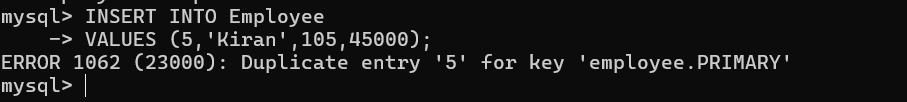 mysql> INSERT INTO Employee
    -> VALUES (5,'Kiran',105,45000);
ERROR 1062 (23000): Duplicate entry '5' for key 'employee.PRIMARY'
mysql>